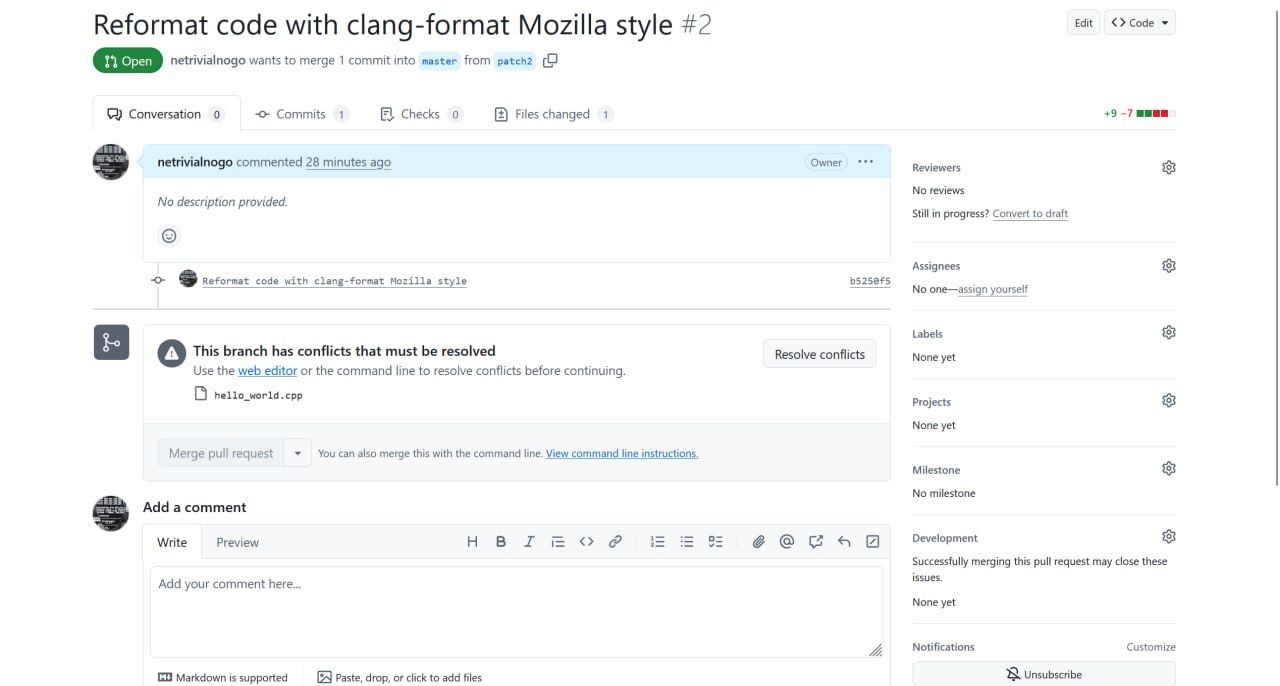 Reformat code with clang-format Mozilla style #2
Edit
Code
Open
netrivialnogo wants to merge 1 commit into master from patch2
Conversation 0
Commits 1
Checks 0
Files changed 1
+9 −7
netrivialnogo commented 28 minutes ago
Owner
No description provided.
Reformat code with clang-format Mozilla style
b5250f5
This branch has conflicts that must be resolved
Use the web editor or the command line to resolve conflicts before continuing.
hello_world.cpp
Resolve conflicts
Merge pull request
You can also merge this with the command line. View command line instructions.
Add a comment
Write
Preview
Add your comment here...
Markdown is supported
Paste, drop, or click to add files
Reviewers
No reviews
Still in progress? Convert to draft
Assignees
No one—assign yourself
Labels
None yet
Projects
None yet
Milestone
No milestone
Development
Successfully merging this pull request may close these
issues.
None yet
Notifications
Customize
Unsubscribe